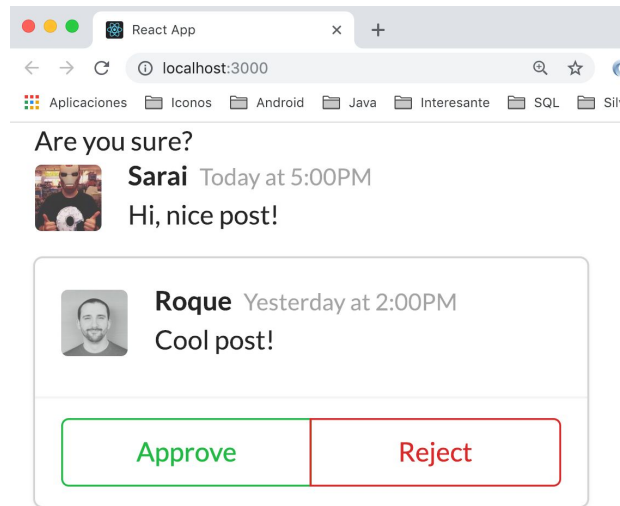 React App
localhost:3000
Aplicaciones Iconos Android Java Interesante SQL Sil
Are you sure?
Sarai Today at 5:00PM
Hi, nice post!
Roque Yesterday at 2:00PM
Cool post!
Approve Reject